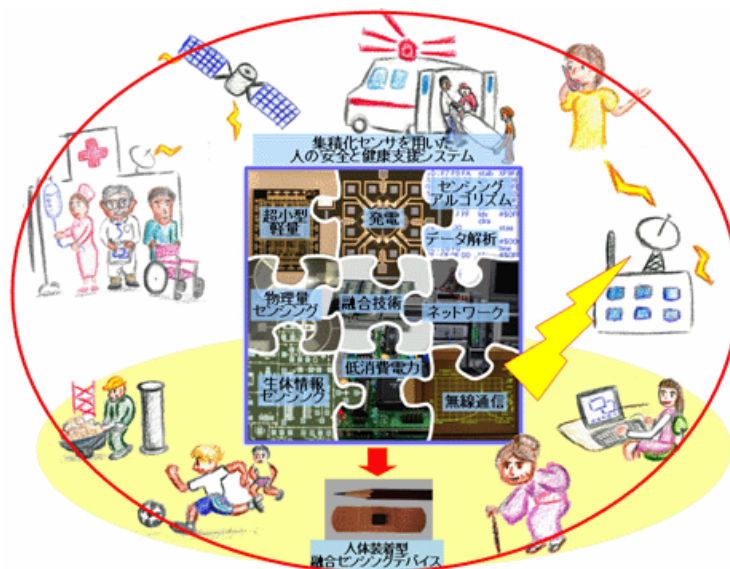 集積化センサを用いた
人の安全と健康支援システム
超小型
軽量
発電
センシング
アルゴリズム
データ解析
物理量
センシング
融合技術
ネットワーク
生体情報
センシング
低消費電力
無線通信
人体装着型
融合センシングデバイス